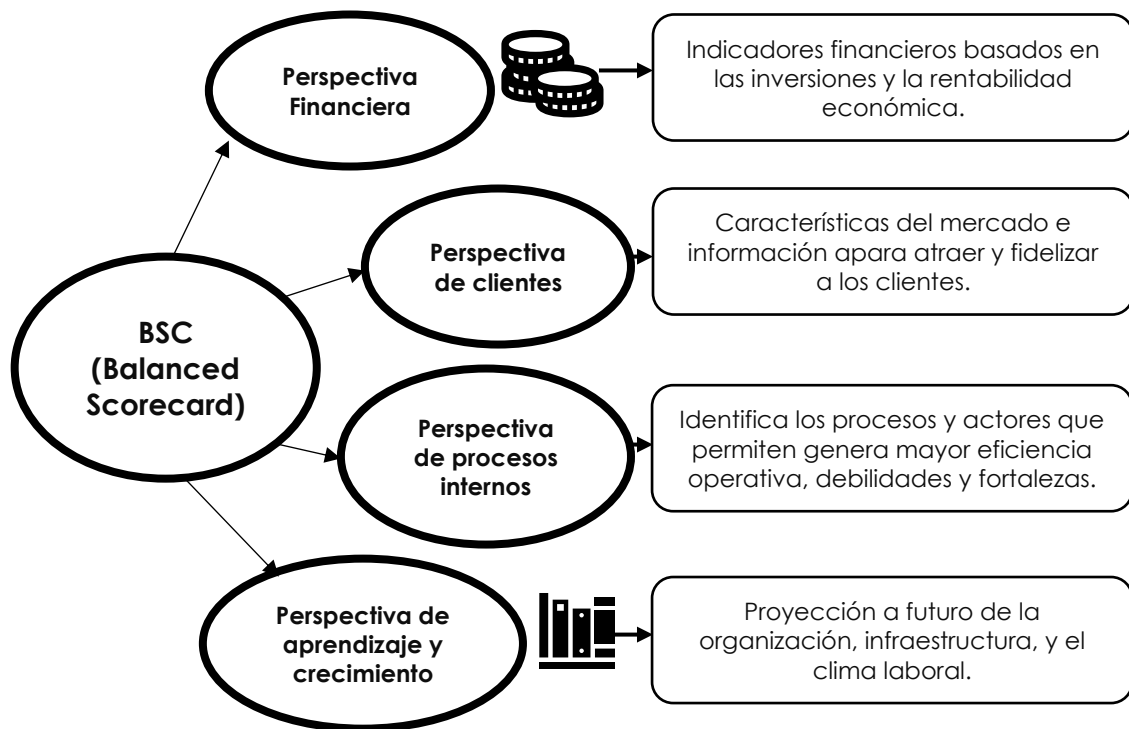 Perspectiva
Financiera
Indicadores financieros basados en
las inversiones y la rentabilidad
económica.
Perspectiva
de clientes
Características del mercado e
información apara atraer y fidelizar
a los clientes.
BSC
(Balanced
Scorecard)
Perspectiva
de procesos
internos
Identifica los procesos y actores que
permiten genera mayor eficiencia
operativa, debilidades y fortalezas.
Perspectiva de
aprendizaje y
crecimiento
Proyección a futuro de la
organización, infraestructura, y el
clima laboral.